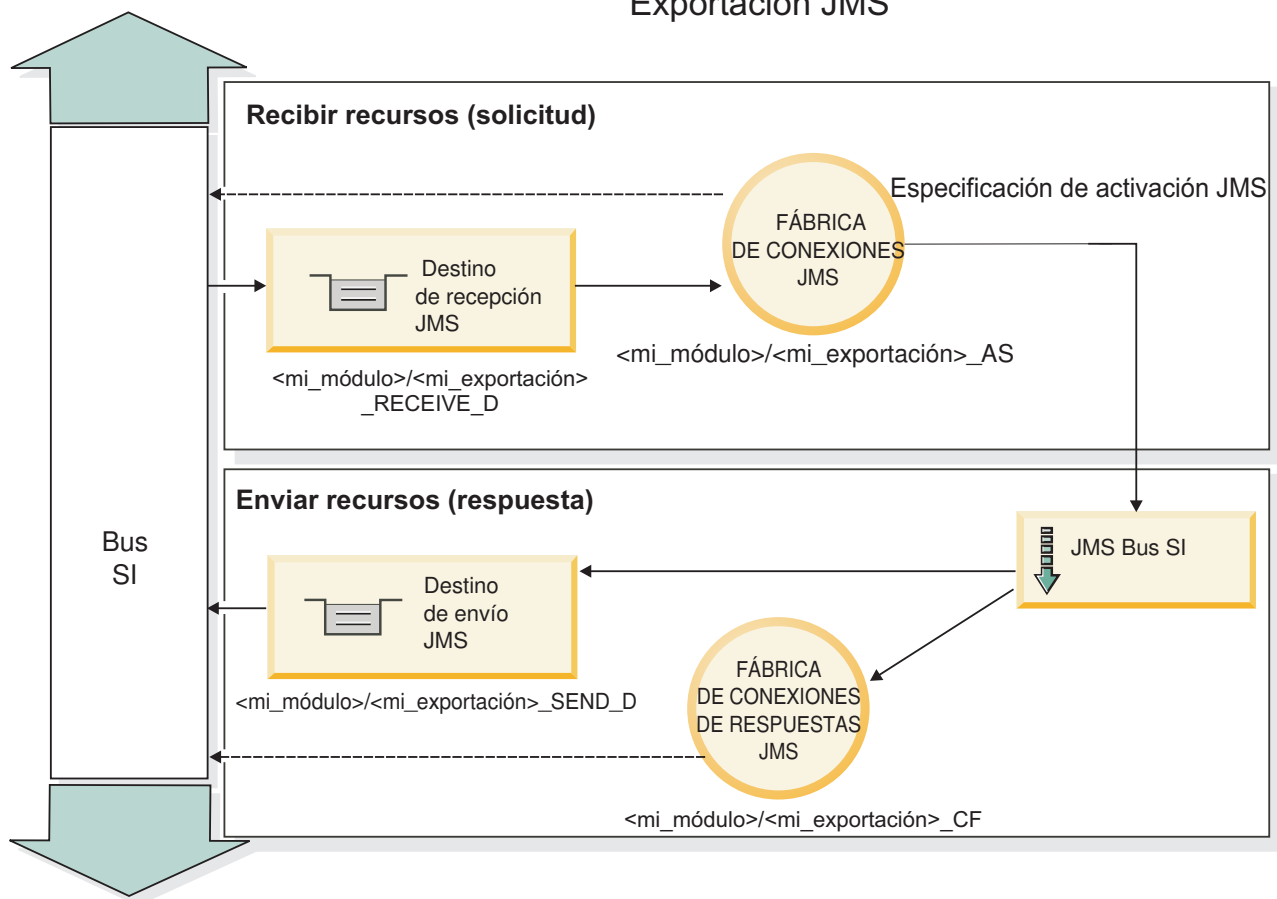 Exportación JMS
Recibir recursos (solicitud)
Especificación de activación JMS
FÁBRICA
DE CONEXIONES
JMS
Destino
de recepción
JMS
<mi_módulo>/<mi_exportación>_AS
<mi_módulo>/<mi_exportación>
_RECEIVE_D
Enviar recursos (respuesta)
Bus
SI
JMS Bus SI
Destino
de envío
JMS
FÁBRICA
DE CONEXIONES
DE RESPUESTAS
JMS
<mi_módulo>/<mi_exportación>_SEND_D
<mi_módulo>/<mi_exportación>_CF